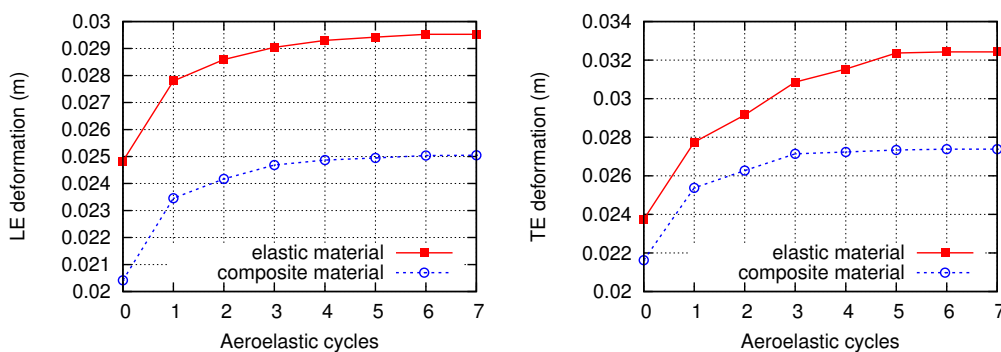 0.03
0.029
0.028
0.027
0.026
0.025
0.024
0.023
0.022
0.021
0.02
LE deformation (m)
elastic material
composite material
0 1 2 3 4 5 6 7
Aeroelastic cycles
0.034
0.032
0.03
0.028
0.026
0.024
0.022
0.02
TE deformation (m)
elastic material
composite material
0 1 2 3 4 5 6 7
Aeroelastic cycles